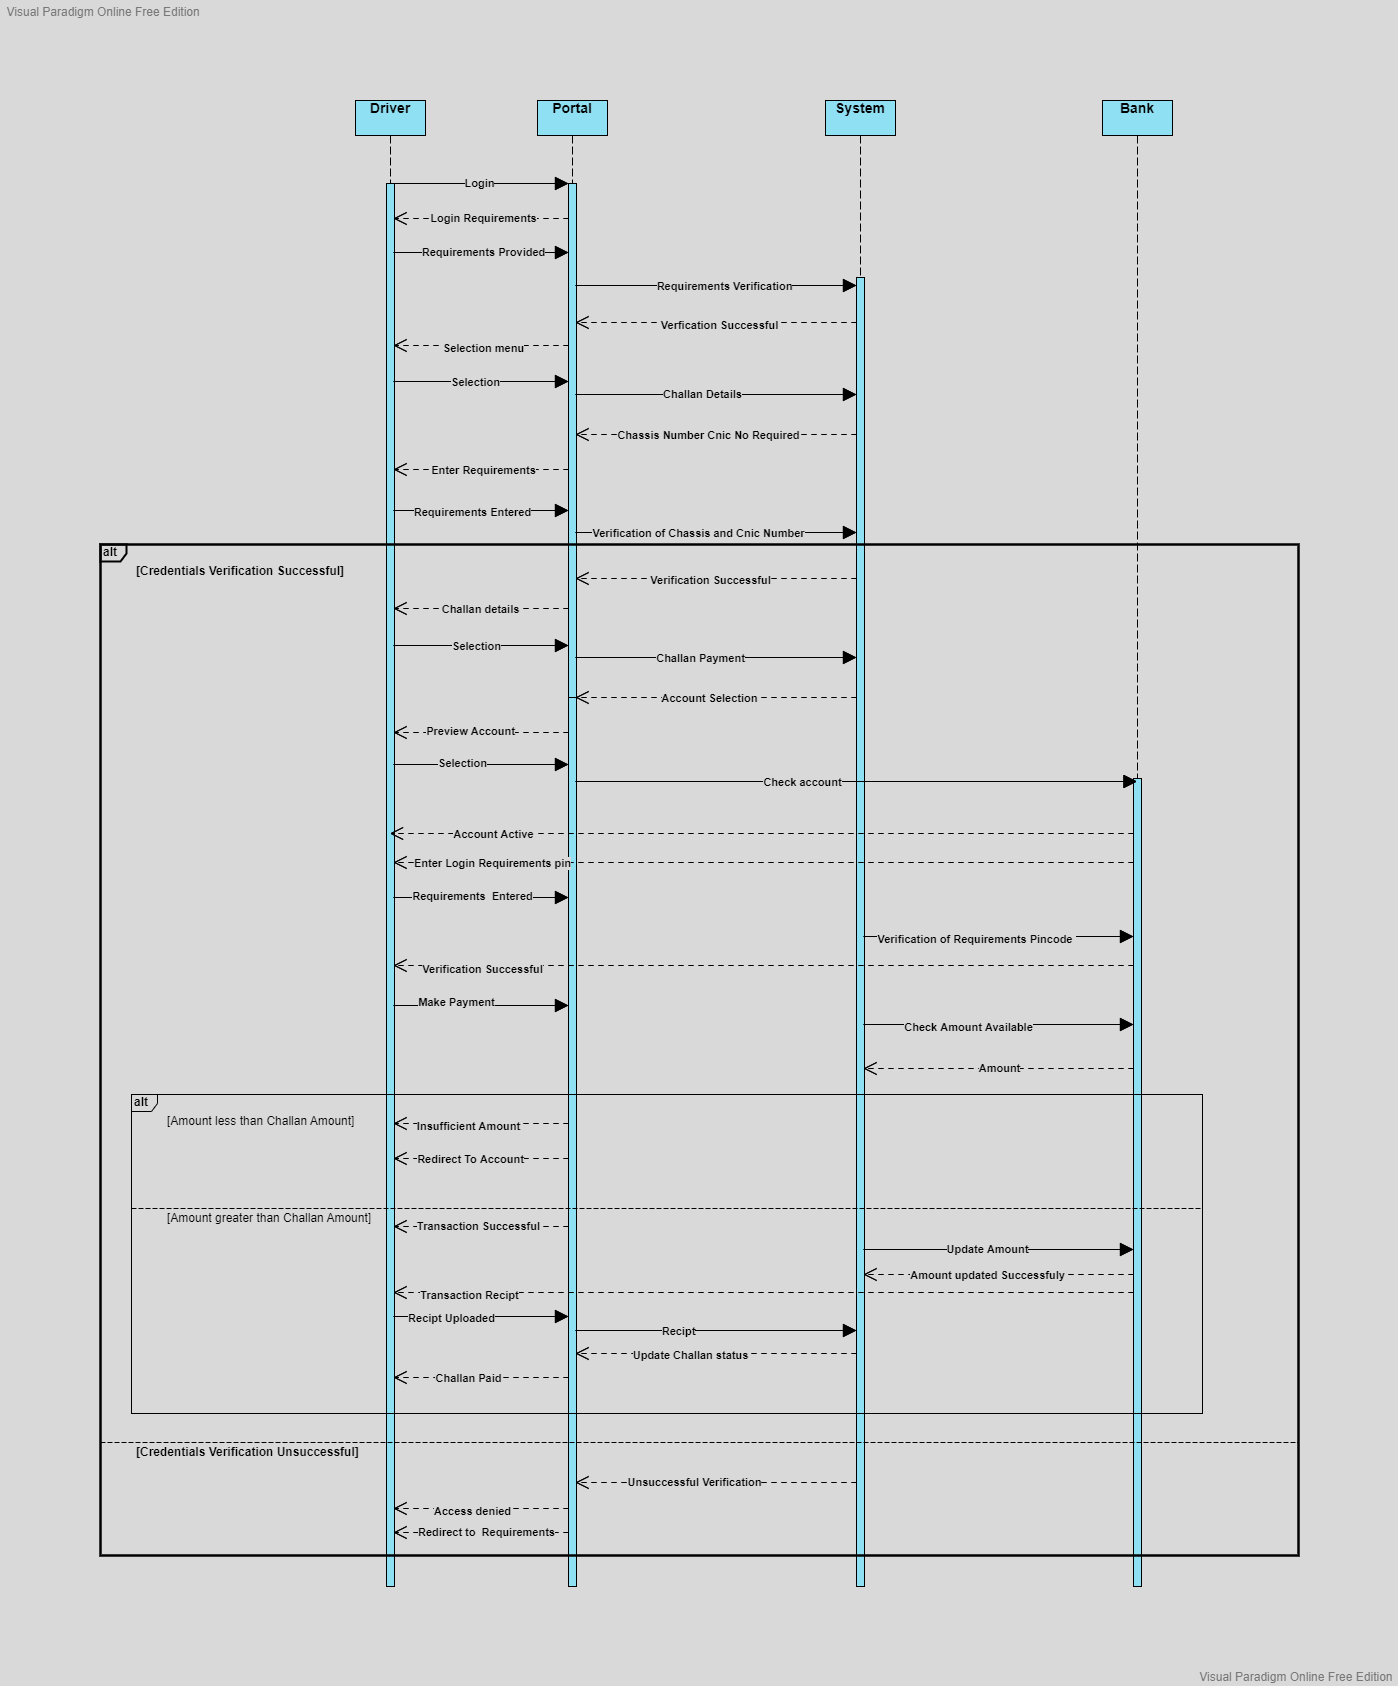 Visual Paradigm Online Free Edition
Driver
Portal
System
Bank
Login
Login Requirements
Requirements Provided
Requirements Verification
Verfication Successful
Selection menu
Selection
Challan Details
Chassis Number Cnic No Required
Enter Requirements
Requirements Entered
Verification of Chassis and Cnic Number
alt
[Credentials Verification Successful]
Verification Successful
Challan details
Selection
Challan Payment
Account Selection
Preview Account
Selection
Check account
Account Active
Enter Login Requirements pin
Requirements  Entered
Verification of Requirements Pincode
Verification Successful
Make Payment
Check Amount Available
Amount
alt
[Amount less than Challan Amount]
Insufficient Amount
Redirect To Account
[Amount greater than Challan Amount]
Transaction Successful
Update Amount
Amount updated Successfuly
Transaction Recipt
Recipt Uploaded
Recipt
Update Challan status
Challan Paid
[Credentials Verification Unsuccessful]
Unsuccessful Verification
Access denied
Redirect to  Requirements
Visual Paradigm Online Free Edition